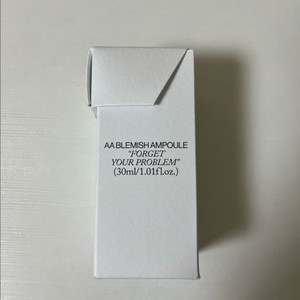 AA BLEMISH AMPOULE
"FORGET
YOUR PROBLEM"
(30ml/1.01fl.oz.)